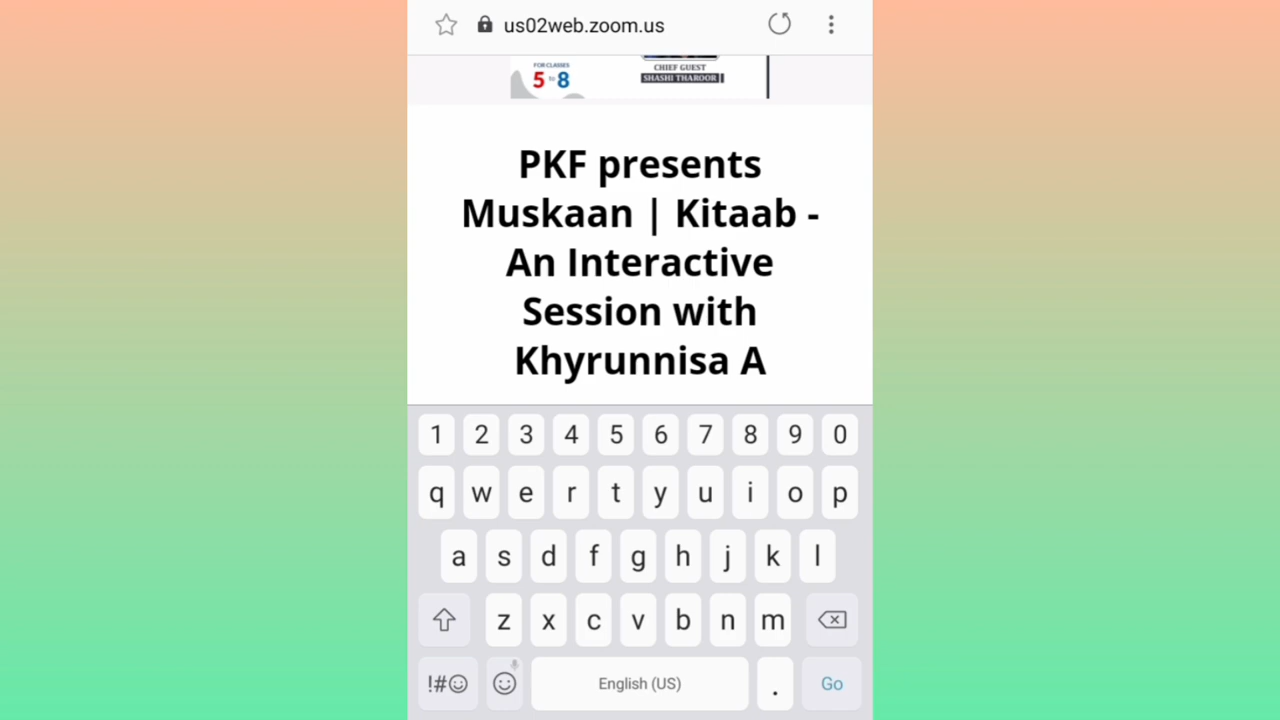 us02web.zoom.us
FOR CLASSES
5 to 8
CHIEF GUEST
SHASHI THAROOR
PKF presents
Muskaan | Kitaab -
An Interactive
Session with
Khyrunnisa A
1 2 3 4 5 6 7 8 9 0
q w e r t y u i o p
a s d f g h j k l
z x c v b n m
!#☺ English (US) . Go